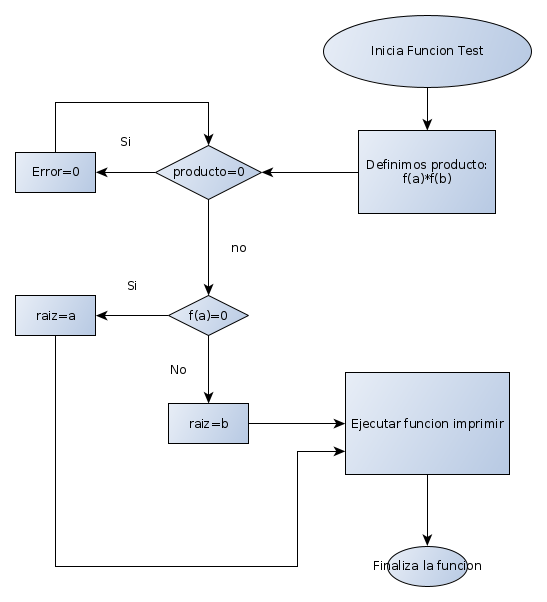 Inicia Funcion Test
Definimos producto:
f(a)*f(b)
producto=0
Si
Error=0
no
f(a)=0
Si
raiz=a
No
raiz=b
Ejecutar funcion imprimir
Finaliza la funcion